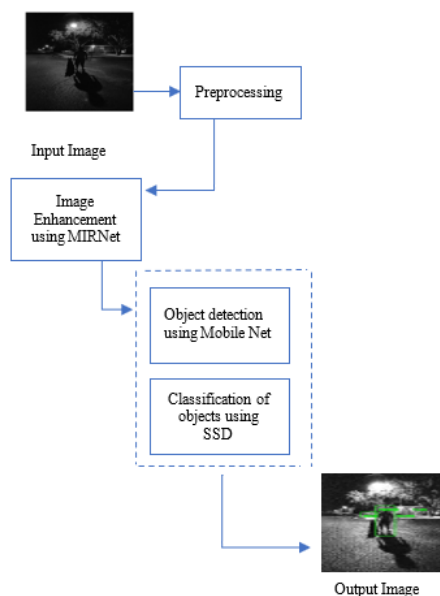 Preprocessing
Input Image
Image
Enhancement
using MIRNet
Object detection
using Mobile Net
Classification of
objects using
SSD
Output Image